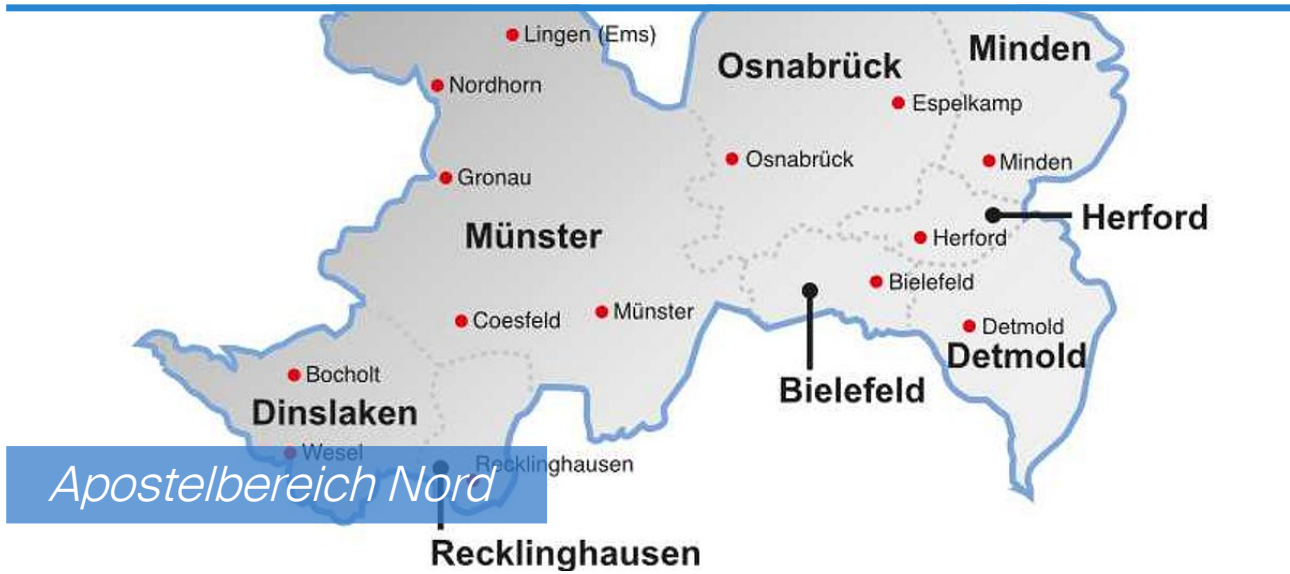 Lingen (Ems)
Minden
Osnabrück
Nordhorn
Espelkamp
Osnabrück
Minden
Gronau
Herford
Münster
Herford
Bielefeld
Münster
Coesfeld
Detmold
Detmold
Bocholt
Bielefeld
Dinslaken
Wesel
Recklinghausen
Apostelbereich Nord
Recklinghausen